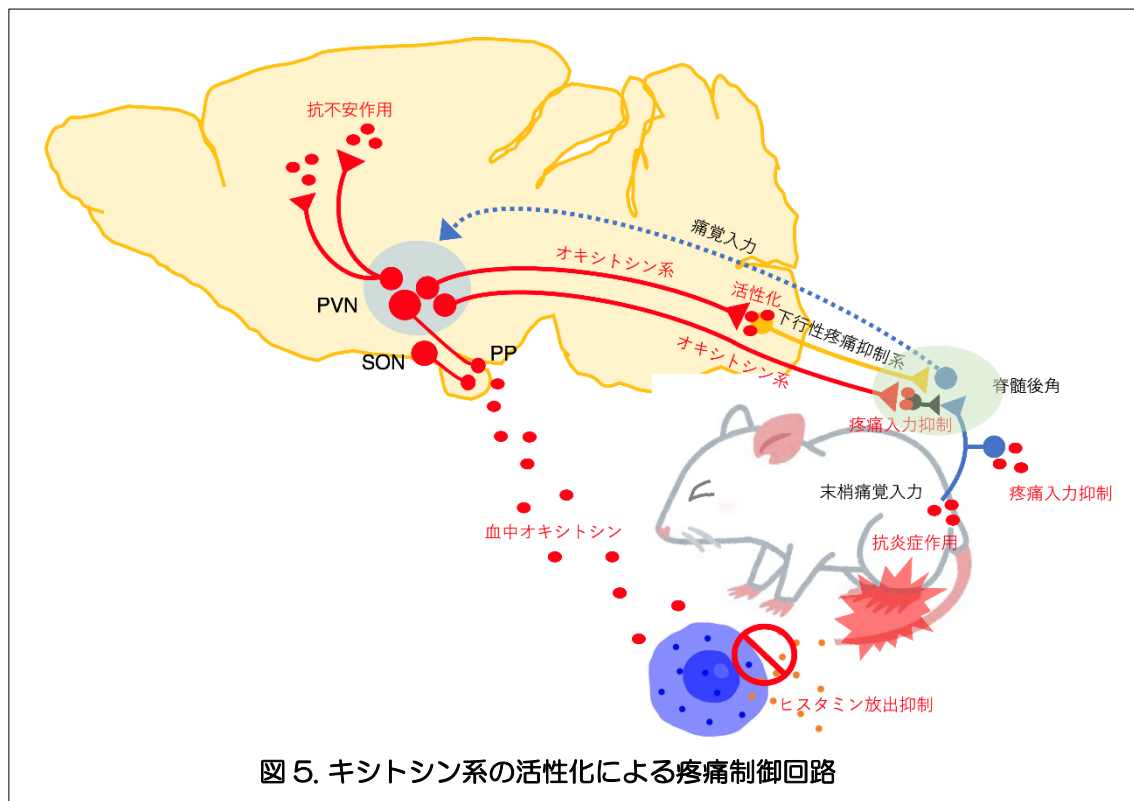 抗不安作用
痛覚入力
オキシトシン系
活性化
PVN
下行性疼痛抑制系
PP
SON
オキシトシン系
脊髄後角
疼痛入力抑制
末梢痛覚入力
疼痛入力抑制
血中オキシトシン
抗炎症作用
ヒスタミン放出抑制
図 5. キシトシン系の活性化による疼痛制御回路